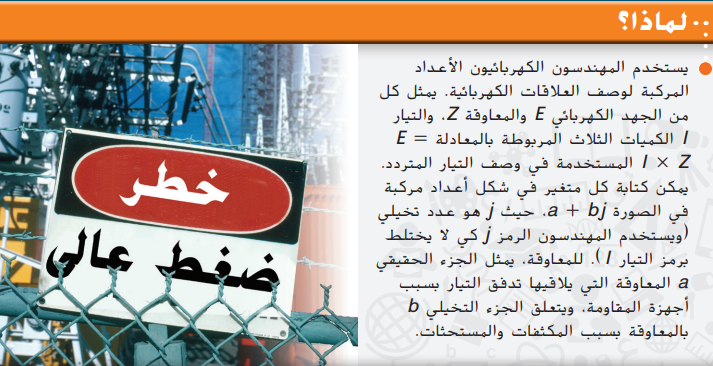 لماذا؟
يستخدم المهندسون الكهربائيون الأعداد
المركبة لوصف العلاقات الكهربائية. يمثل كل
من الجهد الكهربائي E والمعاوقة Z، والتيار
I الكميات الثلاث المربوطة بالمعادلة E =
I × Z المستخدمة في وصف التيار المتردد.
يمكن كتابة كل متغير في شكل أعداد مركبة
في الصورة a + bj، حيث j هو عدد تخيلي
(ويستخدم المهندسون الرمز j كي لا يختلط
برمز التيار I). للمعاوقة، يمثل الجزء الحقيقي
a المعاوقة التي يلاقيها تدفق التيار بسبب
أجهزة المقاومة، ويتعلق الجزء التخيلي b
بالمعاوقة بسبب المكثفات والمستحثات.
خطر
ضغط عالي